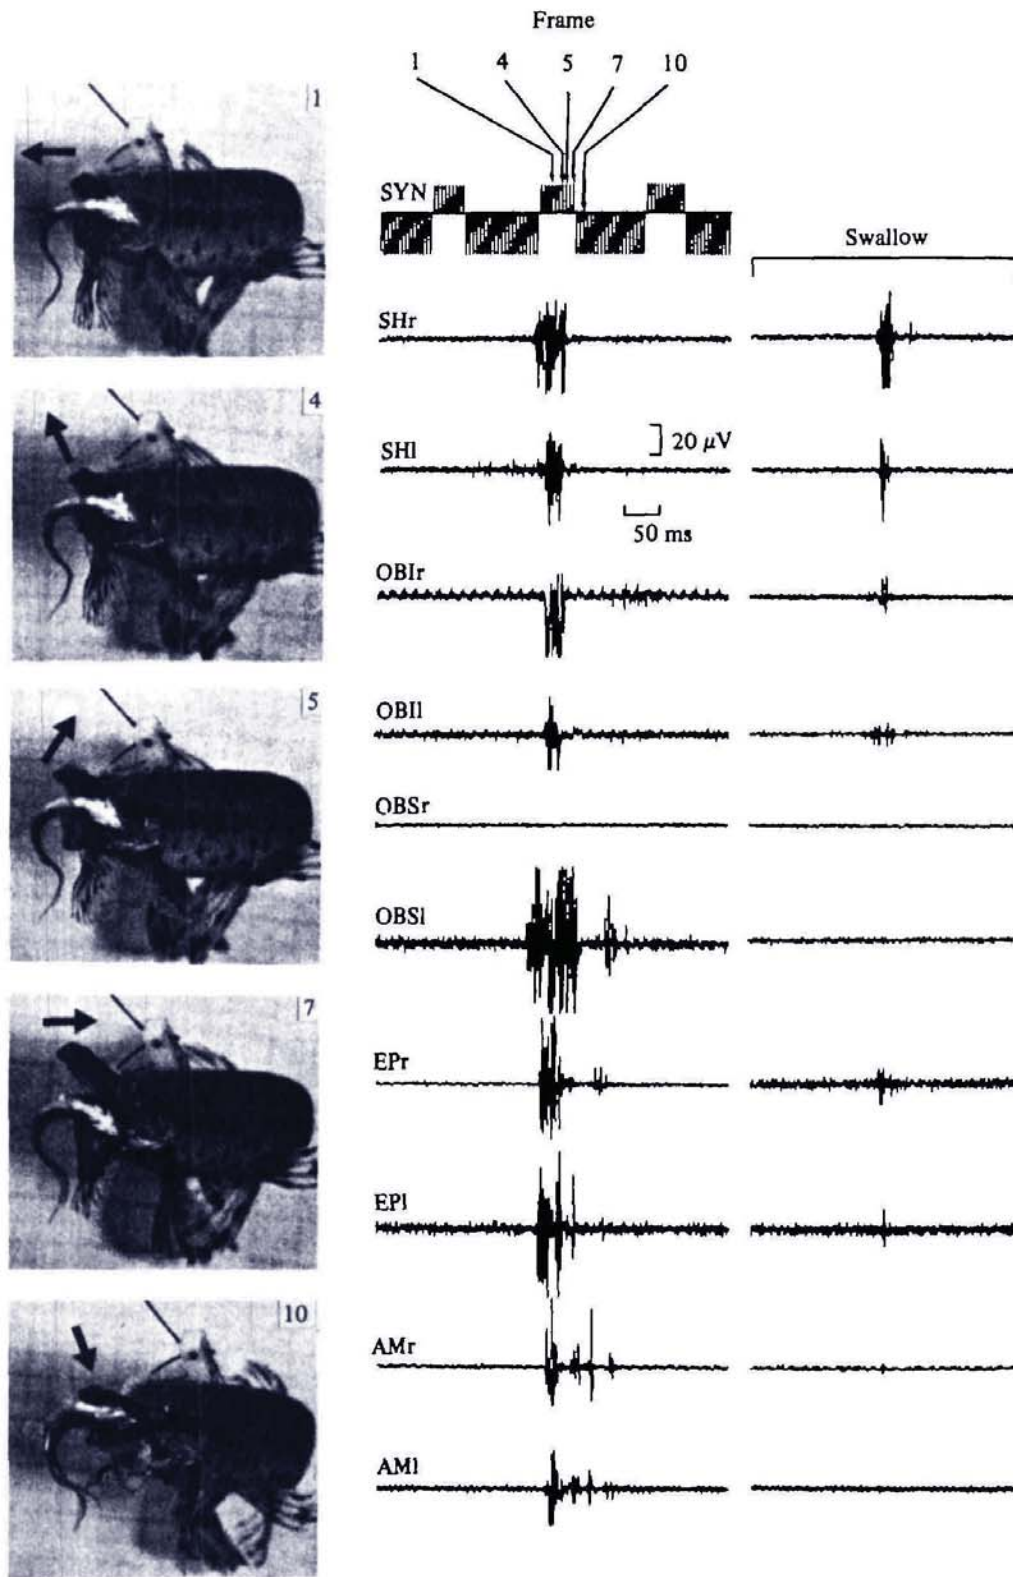 Frame
1 4 5 7 10
1
SYN
Swallow
SHr
4
SHl
20 μV
50 ms
OBIr
5
OBIl
OBSr
OBSl
7
EPr
EPl
10
AMr
AMl